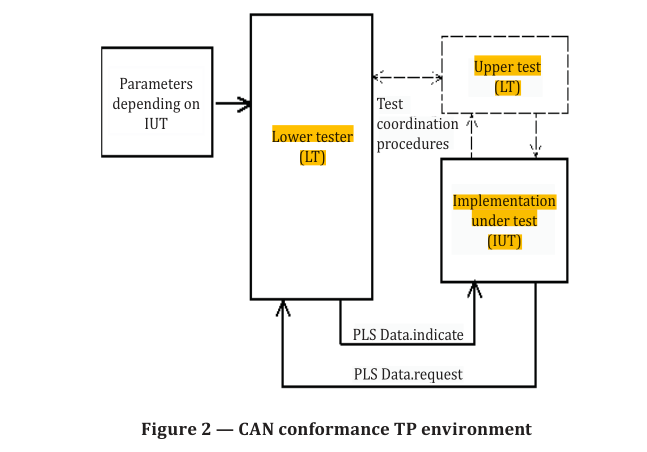 Parameters
depending on
IUT
Lower tester
(LT)
Upper test
(LT)
Test
coordination
procedures
Implementation
under test
(IUT)
PLS Data.indicate
PLS Data.request
Figure 2 — CAN conformance TP environment